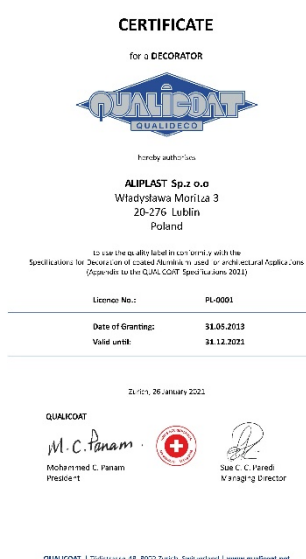 CERTIFICATE
for a DECORATOR
QUALICOAT
QUALIDECO
hereby authorises
ALIPLAST Sp.z o.o
Władysława Moritza 3
20-276 Lublin
Poland
to use the quality label in conformity with the
Specifications for Decoration of coated Aluminium used for architectural Applications
(Appendix to the QUALICOAT Specifications 2021)
Licence No.: PL-0001
Date of Granting: 31.05.2013
Valid until: 31.12.2021
Zurich, 26 January 2021
QUALICOAT
M. C. Panam
Mohammed C. Panam
President
Sue C. C. Paredi
Managing Director